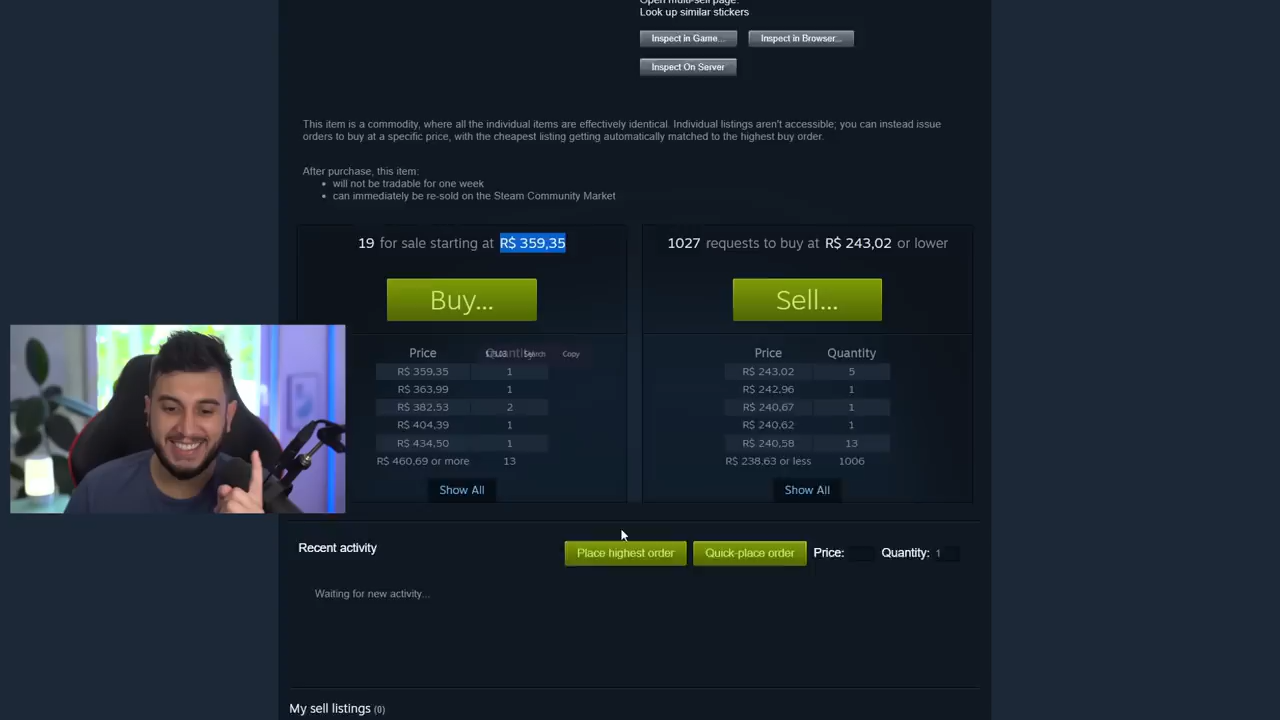 Open multi-sell page.
Look up similar stickers
Inspect in Game...
Inspect in Browser...
Inspect On Server
This item is a commodity, where all the individual items are effectively identical. Individual listings aren't accessible; you can instead issue
orders to buy at a specific price, with the cheapest listing getting automatically matched to the highest buy order.
After purchase, this item:
• will not be tradable for one week
• can immediately be re-sold on the Steam Community Market
19 for sale starting at R$ 359,35
Buy...
Price Quantity
Search Copy
R$ 359,35 1
R$ 363,99 1
R$ 382,53 2
R$ 404,39 1
R$ 434,50 1
R$ 460,69 or more 13
Show All
1027 requests to buy at R$ 243,02 or lower
Sell...
Price Quantity
R$ 243,02 5
R$ 242,96 1
R$ 240,67 1
R$ 240,62 1
R$ 240,58 13
R$ 238,63 or less 1006
Show All
Recent activity
Place highest order
Quick-place order
Price:
Quantity: 1
Waiting for new activity...
My sell listings (0)